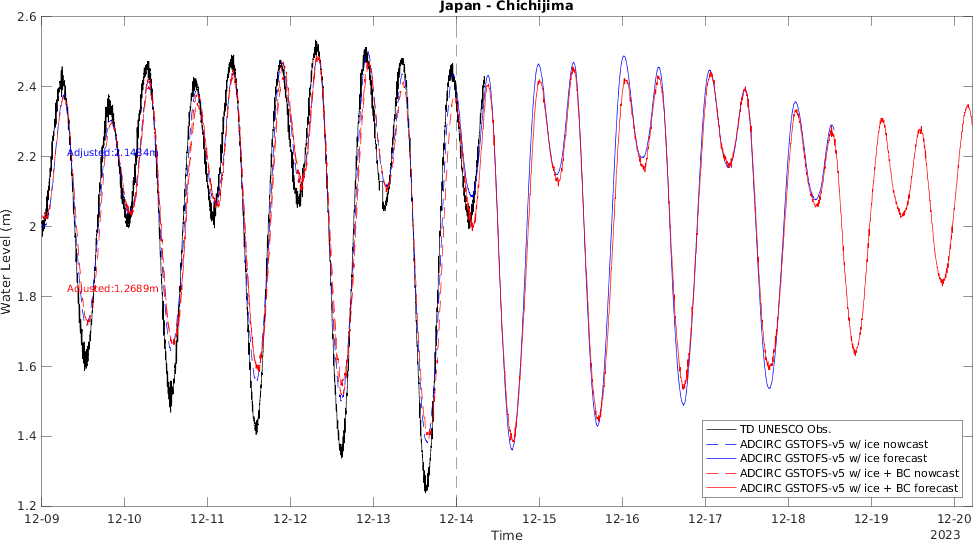 Japan - Chichijima
2.6
2.4
2.2
2
1.8
1.6
1.4
1.2
Water Level (m)
Adjusted:2.1434m
Adjusted:1.2689m
TD UNESCO Obs.
ADCIRC GSTOFS-v5 w/ ice nowcast
ADCIRC GSTOFS-v5 w/ ice forecast
ADCIRC GSTOFS-v5 w/ ice + BC nowcast
ADCIRC GSTOFS-v5 w/ ice + BC forecast
12-09 12-10 12-11 12-12 12-13 12-14 12-15 12-16 12-17 12-18 12-19 12-20
2023
Time